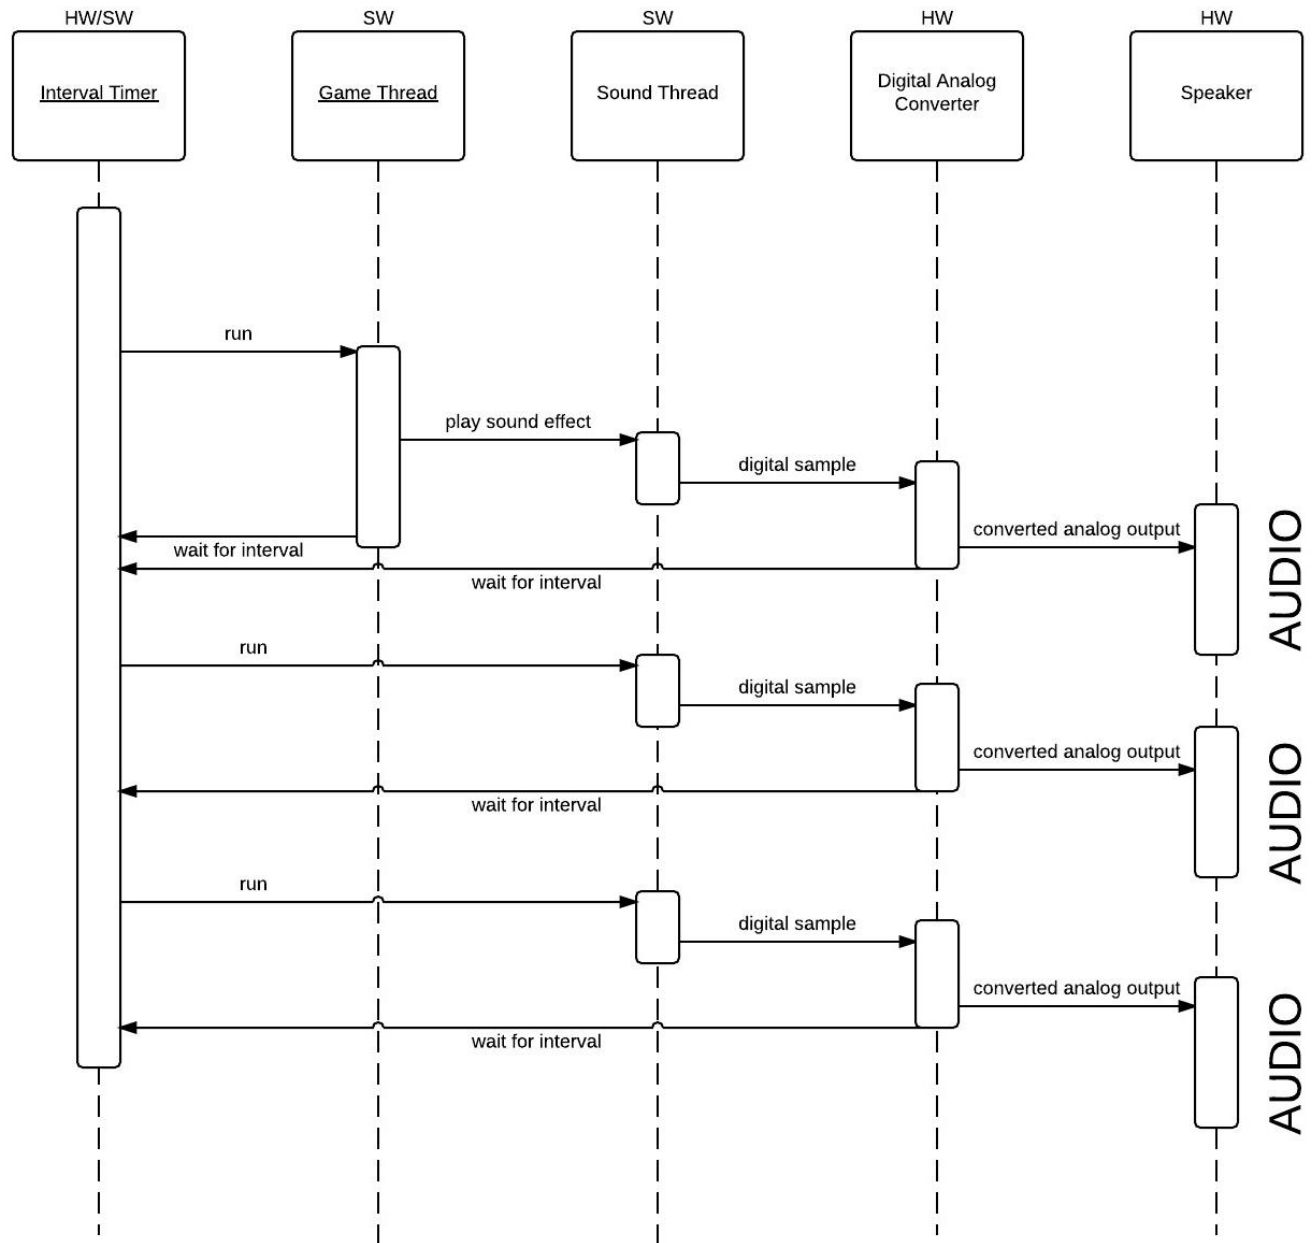 HW/SW
SW
SW
HW
HW
Interval Timer
Game Thread
Sound Thread
Digital Analog
Converter
Speaker
run
play sound effect
digital sample
converted analog output
wait for interval
wait for interval
AUDIO
run
digital sample
converted analog output
wait for interval
AUDIO
run
digital sample
converted analog output
wait for interval
AUDIO